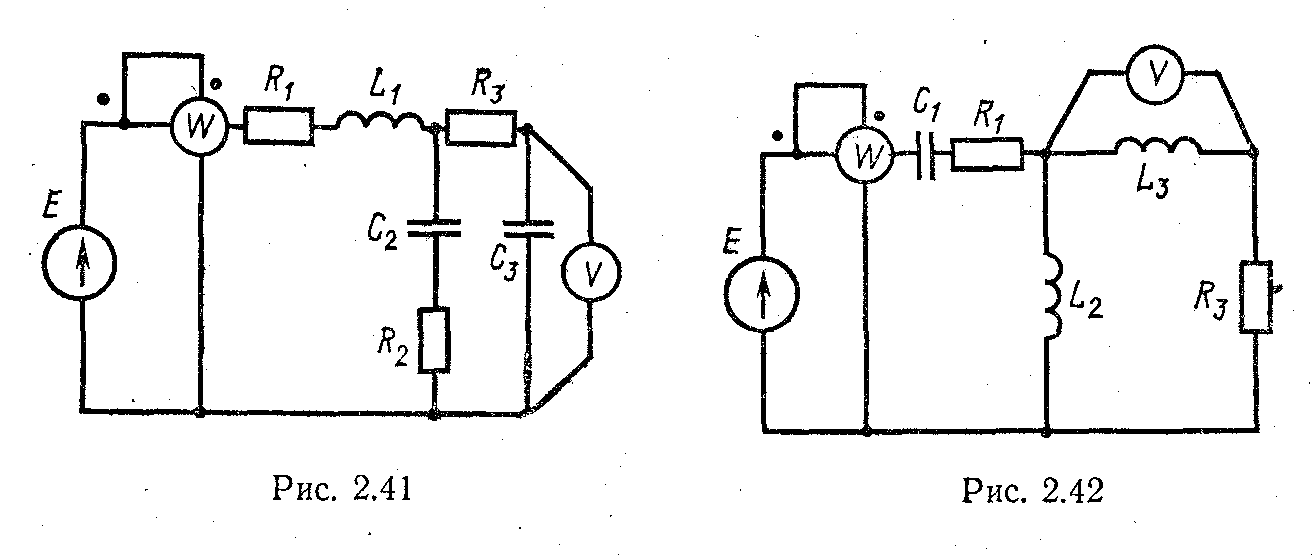 R1 L1 R3
W
E
C2 C3 V
R2
Рис. 2.41
V
C1 R1
W
L3
E
L2 R3
Рис. 2.42